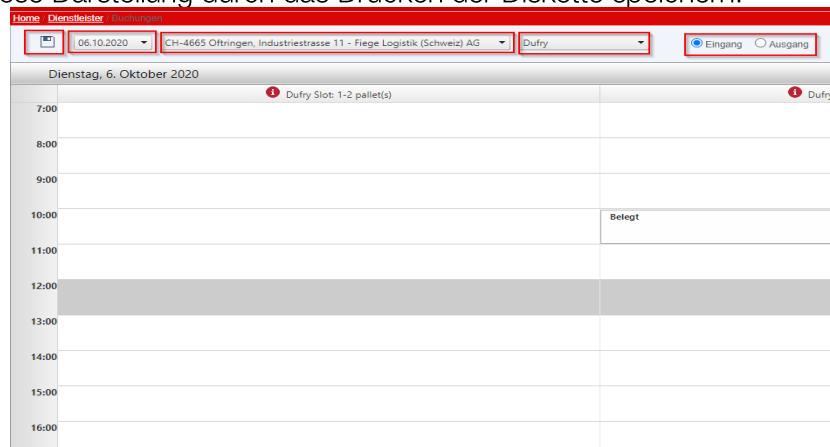 Home / Dienstleister / Buchungen
06.10.2020 CH-4665 Oftringen, Industriestrasse 11 - Fiege Logistik (Schweiz) AG Dufry Eingang Ausgang
Dienstag, 6. Oktober 2020
Dufry Slot: 1-2 pallet(s) Dufry
7:00
8:00
9:00
10:00 Belegt
11:00
12:00
13:00
14:00
15:00
16:00